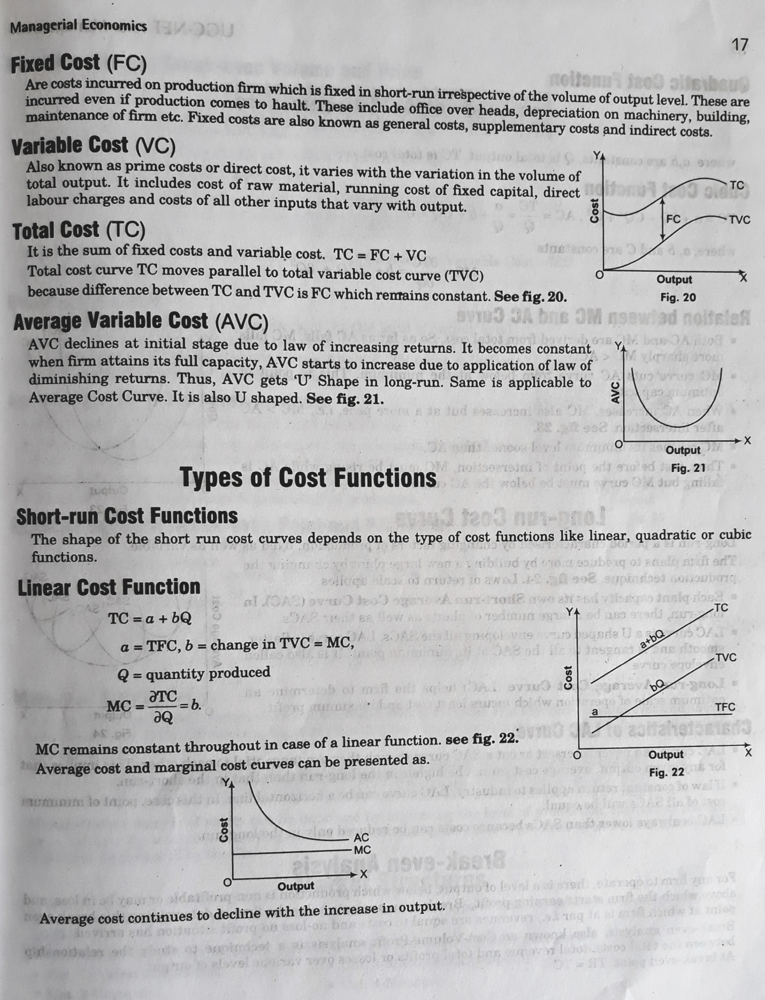 Managerial Economics
17
Fixed Cost (FC)
Are costs incurred on production firm which is fixed in short-run irrespective of the volume of output level. These are
incurred even if production comes to hault. These include office over heads, depreciation on machinery, building,
maintenance of firm etc. Fixed costs are also known as general costs, supplementary costs and indirect costs.
Variable Cost (VC)
Also known as prime costs or direct cost, it varies with the variation in the volume of
total output. It includes cost of raw material, running cost of fixed capital, direct
labour charges and costs of all other inputs that vary with output.
Y
Cost
TC
FC
TVC
O
X
Output
Fig. 20
Total Cost (TC)
It is the sum of fixed costs and variable cost. TC = FC + VC
Total cost curve TC moves parallel to total variable cost curve (TVC)
because difference between TC and TVC is FC which remains constant. See fig. 20.
Average Variable Cost (AVC)
AVC declines at initial stage due to law of increasing returns. It becomes constant
when firm attains its full capacity, AVC starts to increase due to application of law of
diminishing returns. Thus, AVC gets 'U' Shape in long-run. Same is applicable to
Average Cost Curve. It is also U shaped. See fig. 21.
Y
AVC
O
X
Output
Fig. 21
Types of Cost Functions
Short-run Cost Functions
The shape of the short run cost curves depends on the type of cost functions like linear, quadratic or cubic
functions.
Linear Cost Function
TC = a + bQ
a = TFC, b = change in TVC = MC,
Q = quantity produced
MC = ∂TC/∂Q = b.
Y
TC
a+bQ
TVC
Cost
bQ
a
TFC
O
X
Output
Fig. 22
MC remains constant throughout in case of a linear function. see fig. 22.
Average cost and marginal cost curves can be presented as.
Y
Cost
AC
MC
X
O
Output
Average cost continues to decline with the increase in output.